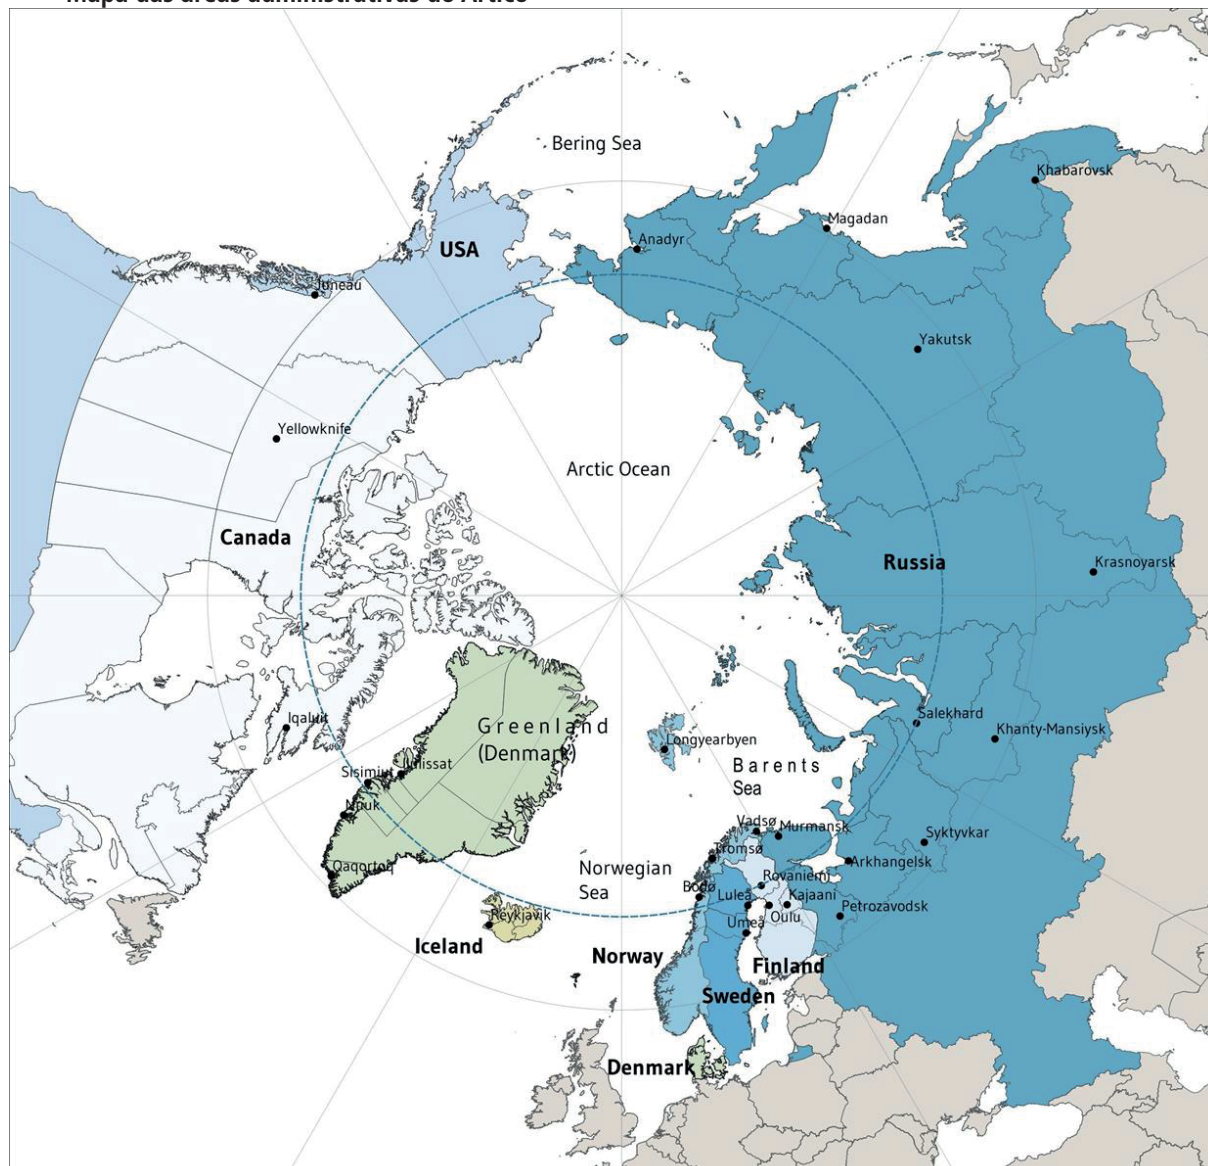 Mapa das áreas administrativas do Ártico
Bering Sea
Khabarovsk
Magadan
Anadyr
USA
Juneau
Yakutsk
Yellowknife
Arctic Ocean
Canada
Russia
Krasnoyarsk
Iqaluit
Greenland
(Denmark)
Salekhard
Khanty-Mansiysk
Longyearbyen
Barents
Sea
Sisimiut
Ilulissat
Nuuk
Vadsø
Murmansk
Syktyvkar
Tromsø
Arkhangelsk
Qaqortoq
Norwegian
Sea
Rovaniemi
Bodø
Luleå
Kajaani
Oulu
Petrozavodsk
Reykjavik
Umeå
Iceland
Norway
Finland
Sweden
Denmark